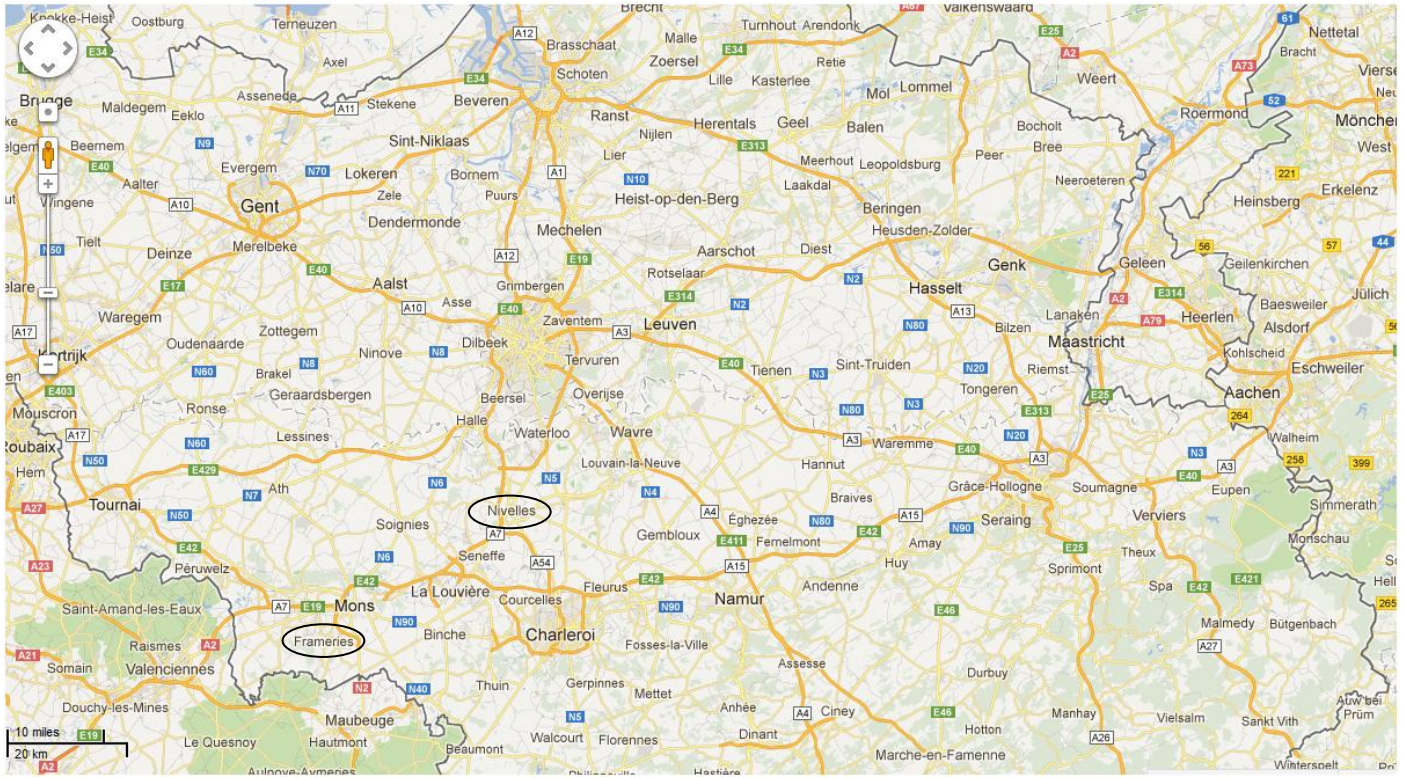 Knokke-Heist
Oostburg
Terneuzen
Brecht
A67
Valkenswaard
61
E34
A12
Turnhout Arendonk
E25
Nettetal
Axel
Brasschaat
Malle
E34
A2
Bracht
Schoten
Zoersel
Retie
A73
E34
Lille
Kasterlee
Weert
Brugge
Maldegem
Assenede
A11
Stekene
Beveren
Mol
Lommel
52
Eeklo
Ranst
Herentals
Geel
Balen
Bocholt
Roermond
Sint-Niklaas
Nijlen
E313
N9
Beernem
Lier
Meerhout
Leopoldsburg
Peer
Bree
West
E40
Evergem
N70
Lokeren
Bornem
A1
N10
Laakdal
Neeroeteren
221
Aalter
Zele
Puurs
Heist-op-den-Berg
Erkelenz
Wingene
A10
Gent
Dendermonde
Mechelen
Beringen
Heinsberg
Tielt
Deinze
Merelbeke
A12
E19
Aarschot
Diest
Heusden-Zolder
56
57
44
N50
E40
Rotselaar
N2
Genk
Geleen
Geilenkirchen
E17
Aalst
Grimbergen
E314
Hasselt
A2
E314
Jülich
A10
Asse
E40
N2
A13
Baesweiler
Waregem
Zaventem
A3
Leuven
N80
Bilzen
Lanaken
A79
Heerlen
Alsdorf
A17
Zottegem
Dilbeek
Maastricht
Kortrijk
Oudenaarde
Ninove
N8
Tervuren
E40
Tienen
N3
Sint-Truiden
N20
Riemst
Kohlscheid
N60
N8
Brakel
Eschweiler
E403
Geraardsbergen
Beersel
Overijse
Tongeren
E25
Aachen
Mouscron
Ronse
Halle
N80
N3
E313
264
Roubaix
A17
N60
Lessines
Waterloo
Wavre
A3
Waremme
E40
N20
Walheim
Hem
N50
E429
N5
Louvain-la-Neuve
Hannut
A3
N3
A3
258
399
N7
Ath
N6
N4
Braives
Grâce-Hollogne
Soumagne
E40
Eupen
A27
Tournai
N50
Soignies
Nivelles
A4
Éghezée
N80
A15
Seraing
Verviers
Simmerath
E42
N6
A7
Gembloux
E411
Fernelmont
E42
N90
E25
Monschau
A23
Péruwelz
Seneffe
A54
A15
Huy
Amay
Sprimont
Theux
E42
La Louvière
Fleurus
E42
Andenne
Spa
E42
E421
Saint-Amand-les-Eaux
A7
E19
Mons
Courcelles
N90
Namur
E46
265
N90
Binche
Charleroi
Malmedy
Bütgenbach
Raismes
A2
Frameries
Fosses-la-Ville
A27
A21
Somain
Valenciennes
Assesse
Durbuy
N2
N40
Thuin
Gerpinnes
Mettet
Douchy-les-Mines
Maubeuge
N5
Anhée
A4
Ciney
E46
Manhay
Vielsalm
Sankt Vith
Auw bei
Prüm
10 miles
E19
Le Quesnoy
Hautmont
Walcourt
Florennes
Dinant
Hotton
A26
20 km
Beaumont
Marche-en-Famenne
A2
Aulnoye-Aymeries
Philippeville
Hastière
Winterspelt